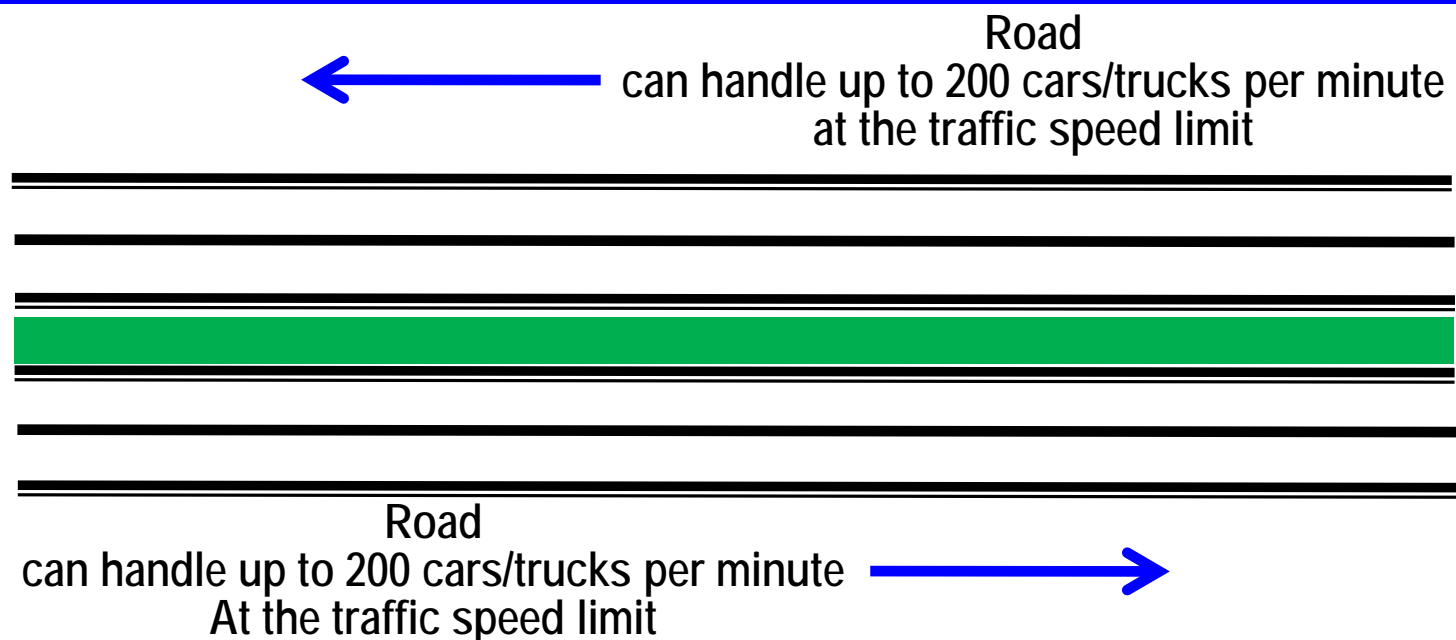 Road
can handle up to 200 cars/trucks per minute
at the traffic speed limit
Road
can handle up to 200 cars/trucks per minute
At the traffic speed limit